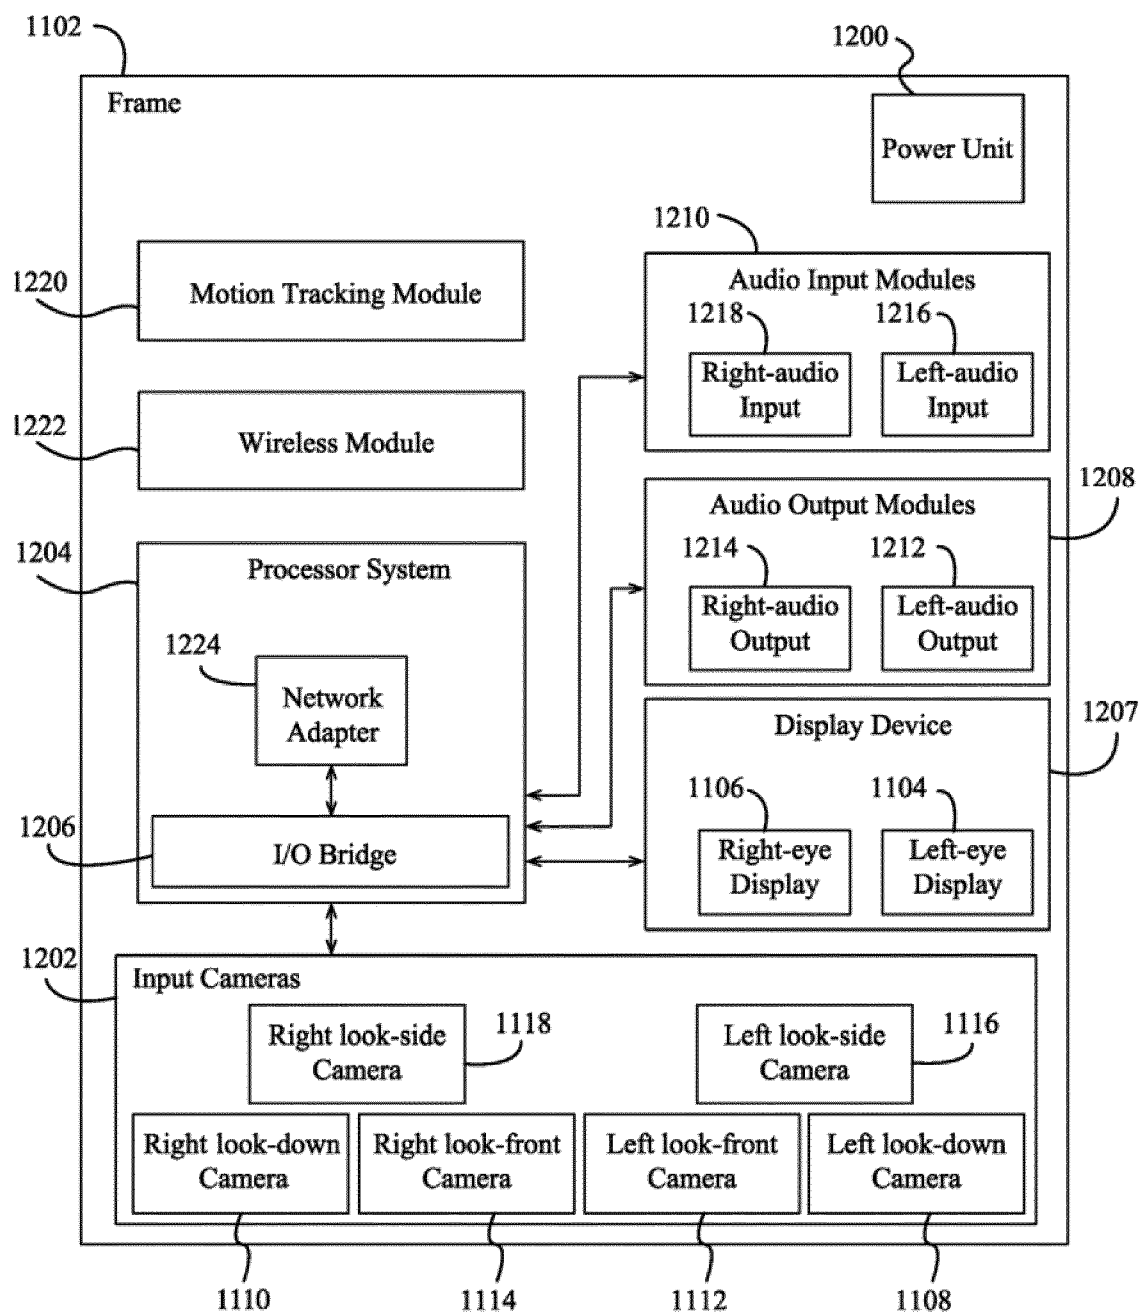 1102
1200
Frame
Power Unit
1210
1220
Motion Tracking Module
Audio Input Modules
1218
1216
Right-audio
Input
Left-audio
Input
1222
Wireless Module
1208
Audio Output Modules
1204
Processor System
1214
1212
Right-audio
Output
Left-audio
Output
1224
Network
Adapter
1207
Display Device
1106
1104
1206
I/O Bridge
Right-eye
Display
Left-eye
Display
1202
Input Cameras
Right look-side
Camera
1118
Left look-side
Camera
1116
Right look-down
Camera
Right look-front
Camera
Left look-front
Camera
Left look-down
Camera
1110
1114
1112
1108